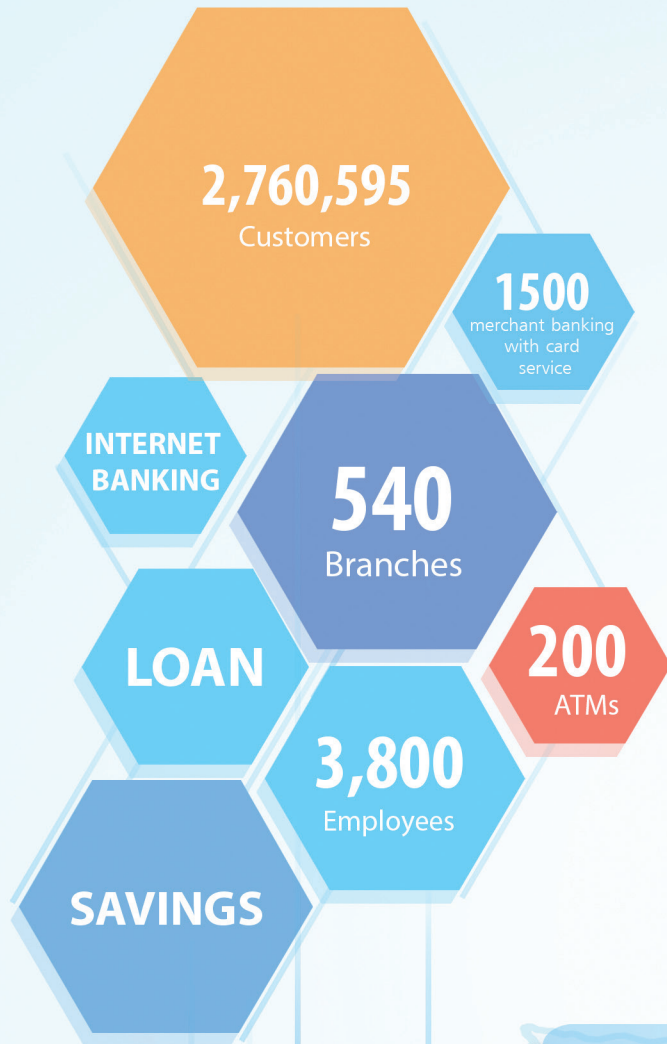 2,760,595
Customers
1500
merchant banking
with card
service
INTERNET
BANKING
540
Branches
LOAN
200
ATMs
3,800
Employees
SAVINGS